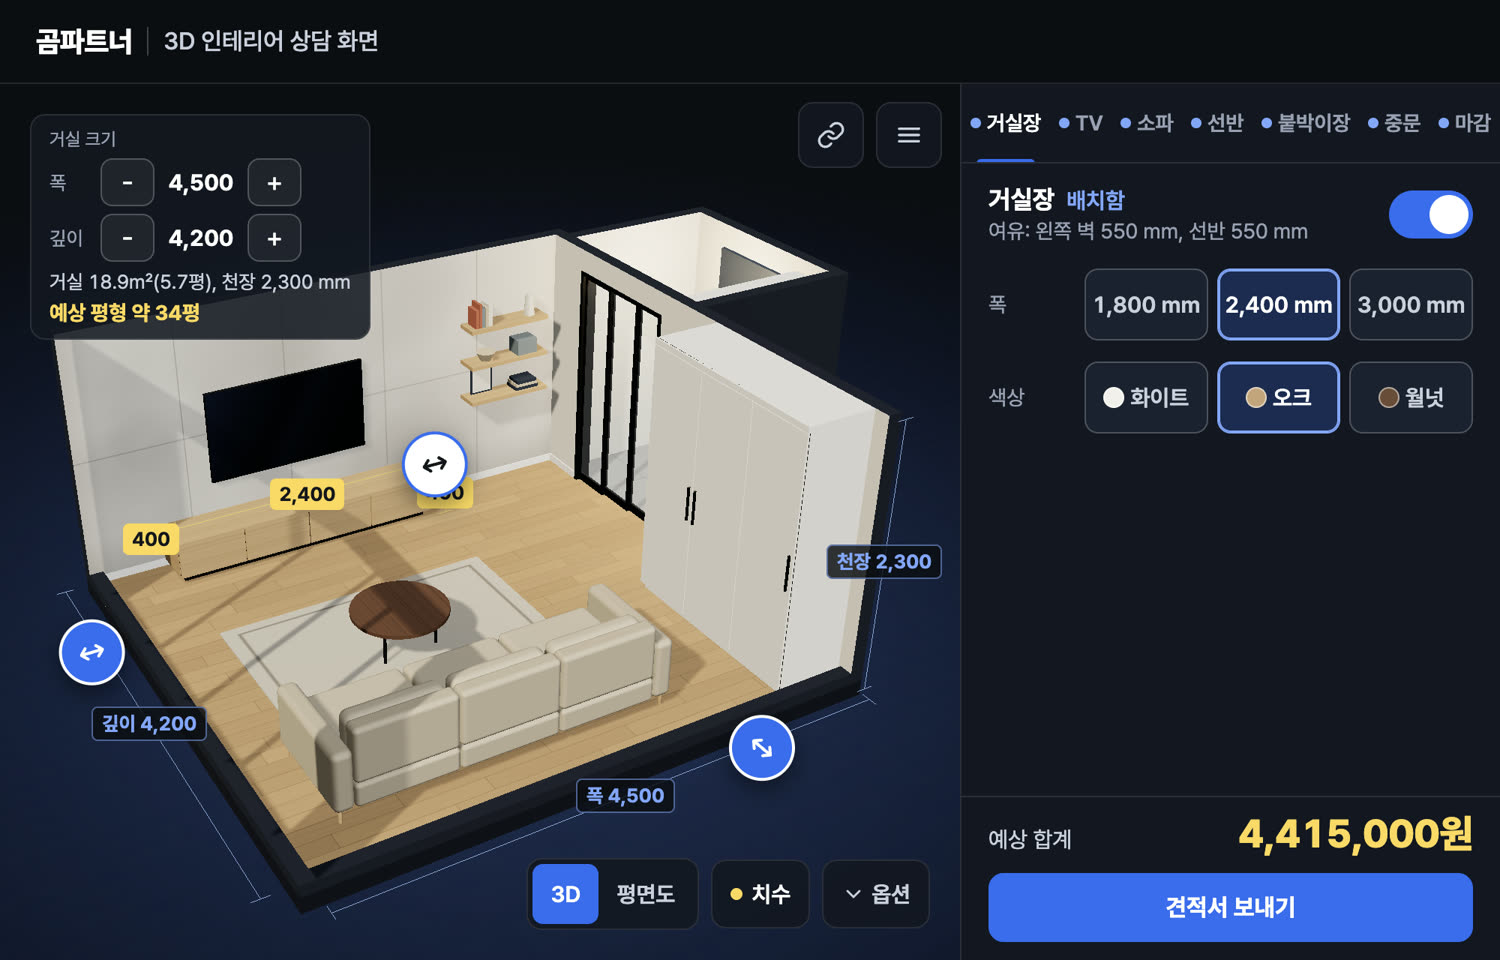 곰파트너
3D 인테리어 상담 화면
거실 크기
폭 - 4,500 +
깊이 - 4,200 +
거실 18.9m²(5.7평), 천장 2,300 mm
예상 평형 약 34평
거실장 TV 소파 선반 붙박이장 중문 마감
거실장 배치함
여유: 왼쪽 벽 550 mm, 선반 550 mm
폭 1,800 mm 2,400 mm 3,000 mm
색상 화이트 오크 월넛
2,400
400
천장 2,300
깊이 4,200
폭 4,500
3D 평면도 치수 옵션
예상 합계 4,415,000원
견적서 보내기